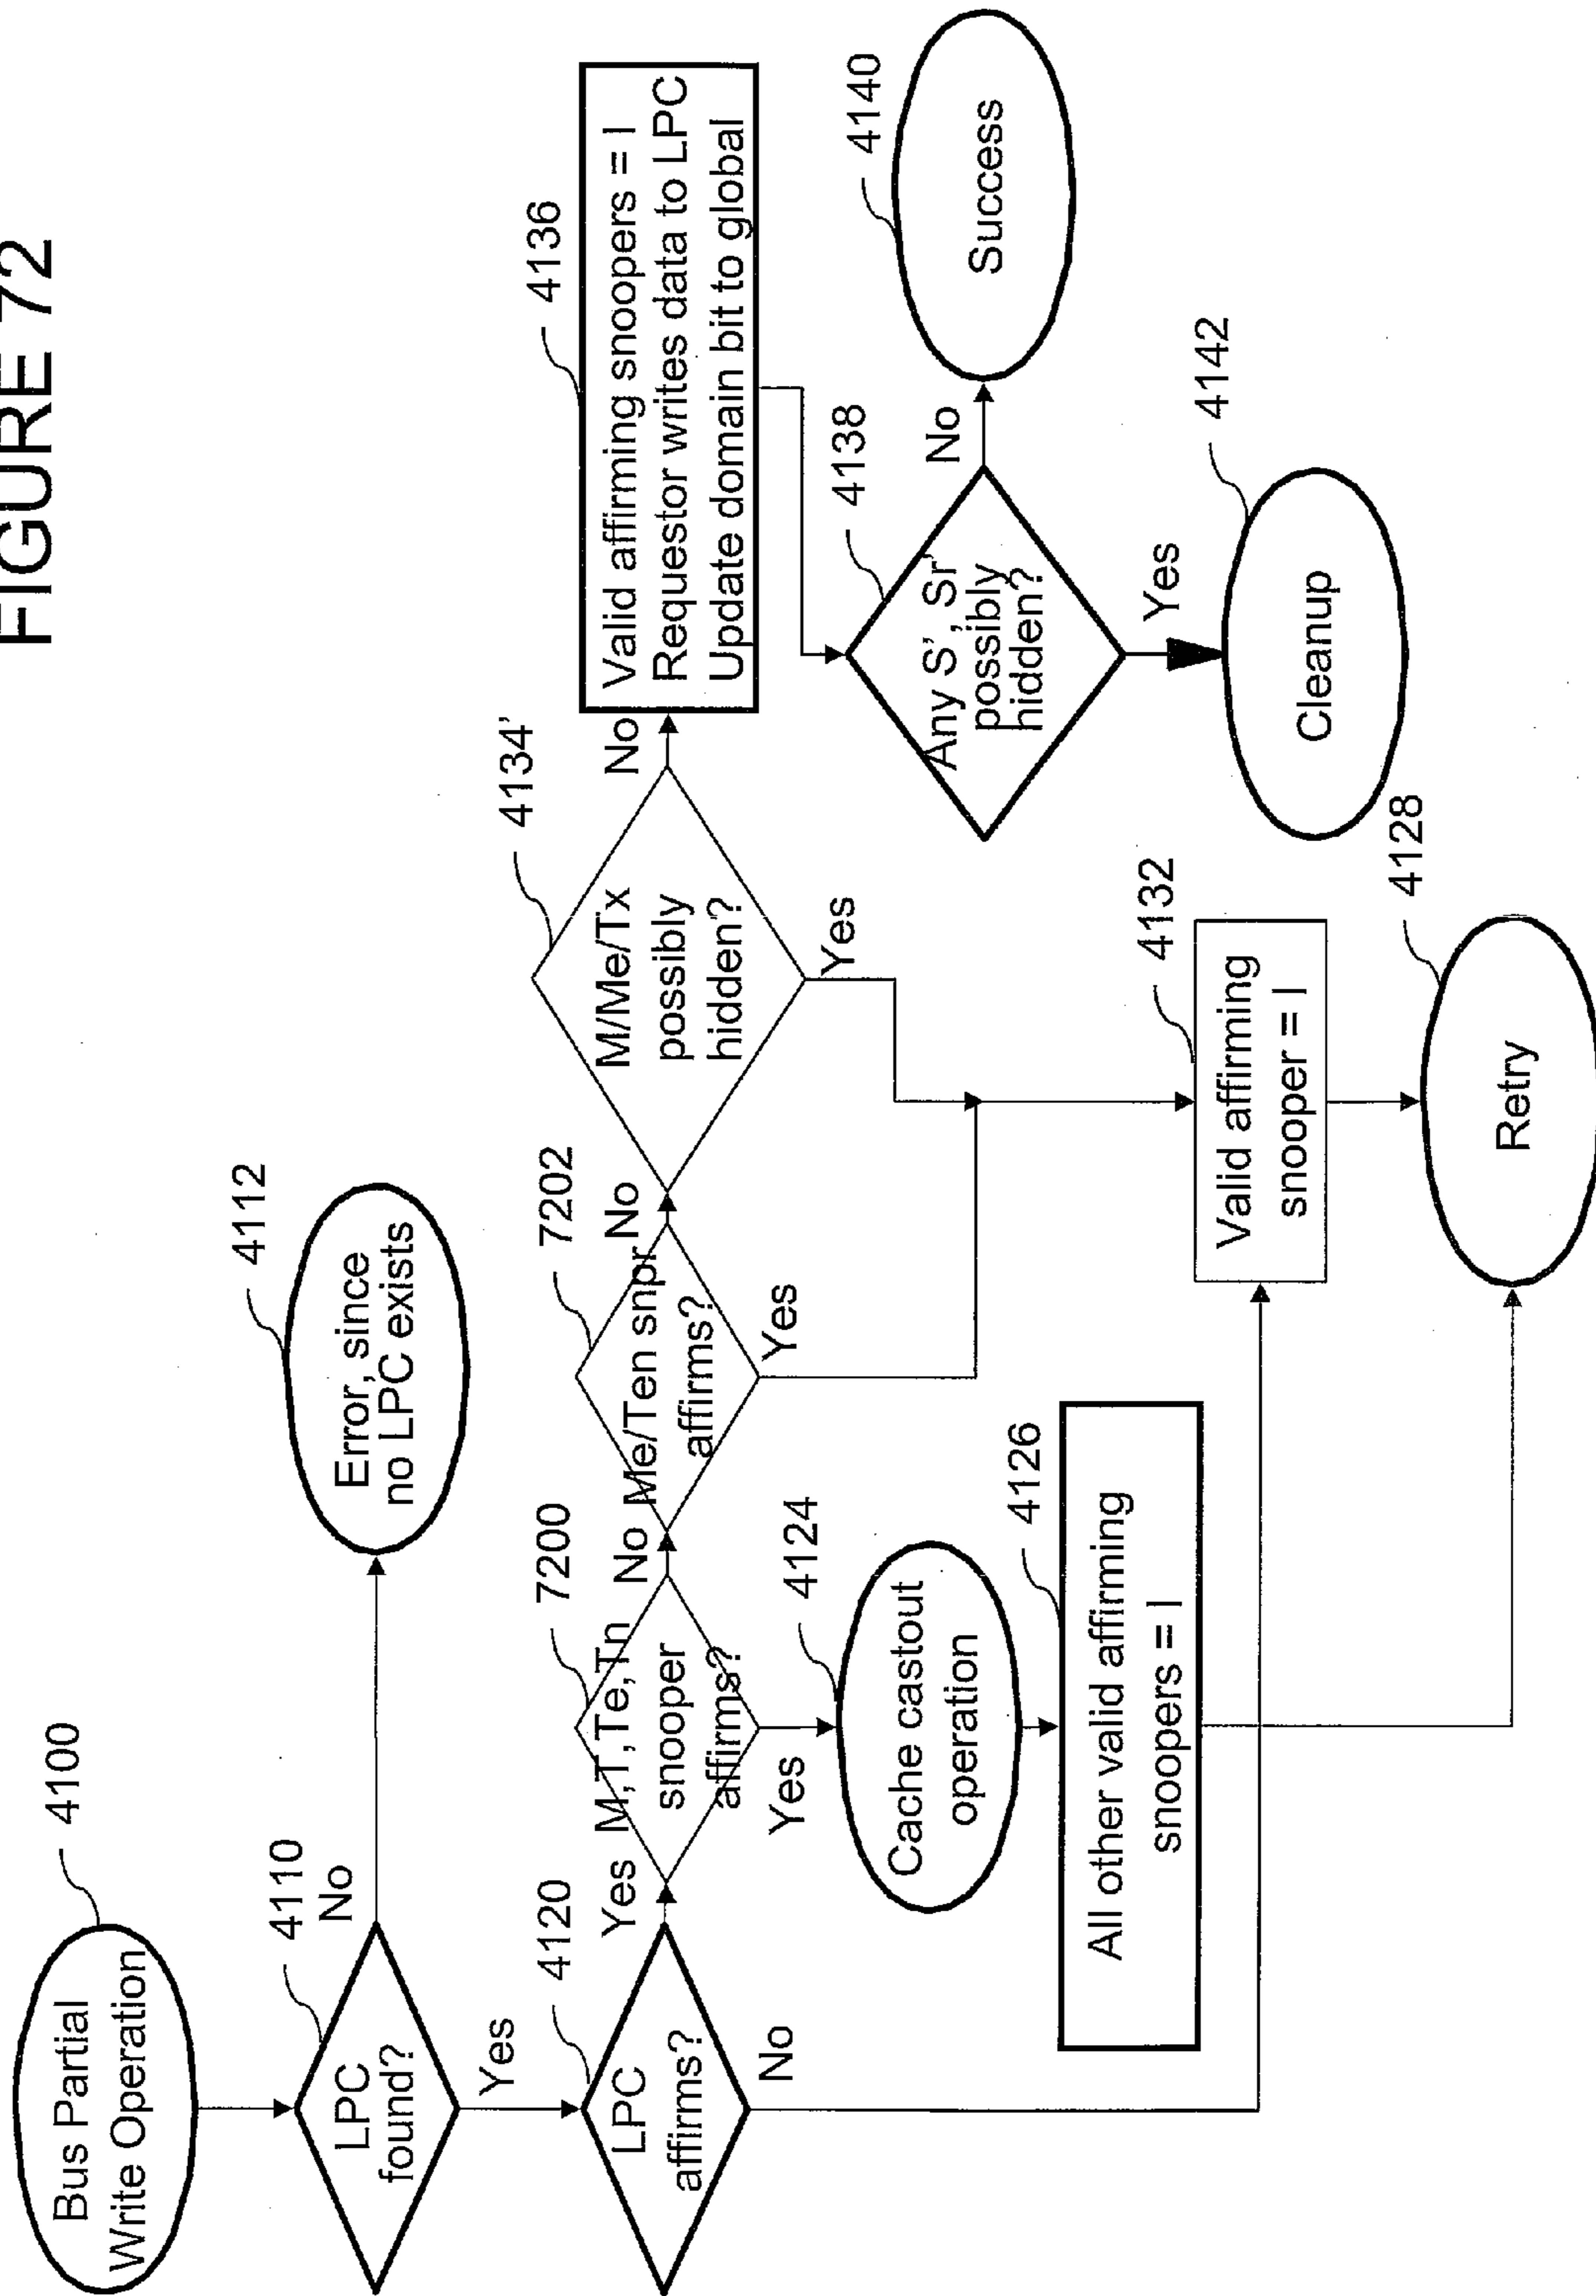 FIGURE 72
Bus Partial
Write Operation
4100
LPC
found?
4110
No
Yes
Error, since
no LPC exists
4112
LPC
affirms?
4120
Yes
No
M,T,Te,Tn
snooper
affirms?
7200
No
Yes
Me/Ten snpr
affirms?
7202
No
Yes
M/Me/Tx
possibly
hidden?
4134'
No
Yes
Valid affirming snoopers = I
Requestor writes data to LPC
Update domain bit to global
4136
Cache castout
operation
4124
Any S', Sr
possibly
hidden?
4138
No
Yes
Success
4140
All other valid affirming
snoopers = I
4126
Valid affirming
snooper = I
4132
Cleanup
4142
Retry
4128